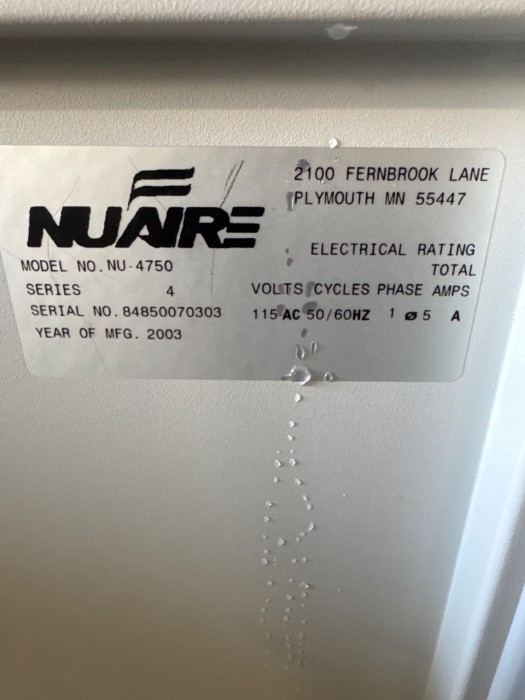 NUAIRE
2100 FERNBROOK LANE
PLYMOUTH MN 55447
MODEL NO. NU-4750
SERIES 4
SERIAL NO. 84850070303
YEAR OF MFG. 2003
ELECTRICAL RATING
TOTAL
VOLTS CYCLES PHASE AMPS
115 AC 50/60HZ 1 ø 5 A